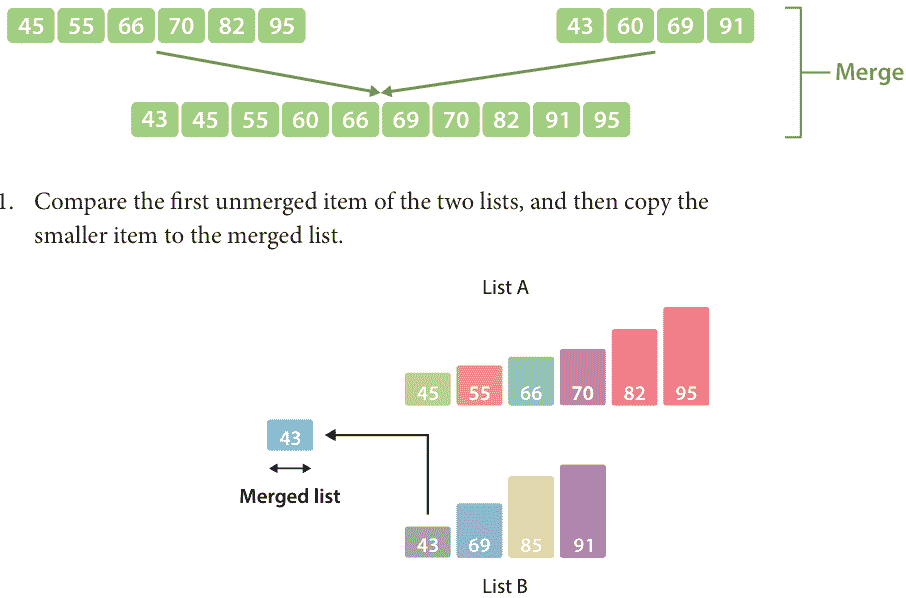 45 55 66 70 82 95 43 60 69 91
Merge
43 45 55 60 66 69 70 82 91 95
1. Compare the first unmerged item of the two lists, and then copy the
smaller item to the merged list.
List A
45 55 66 70 82 95
43
Merged list
43 69 85 91
List B